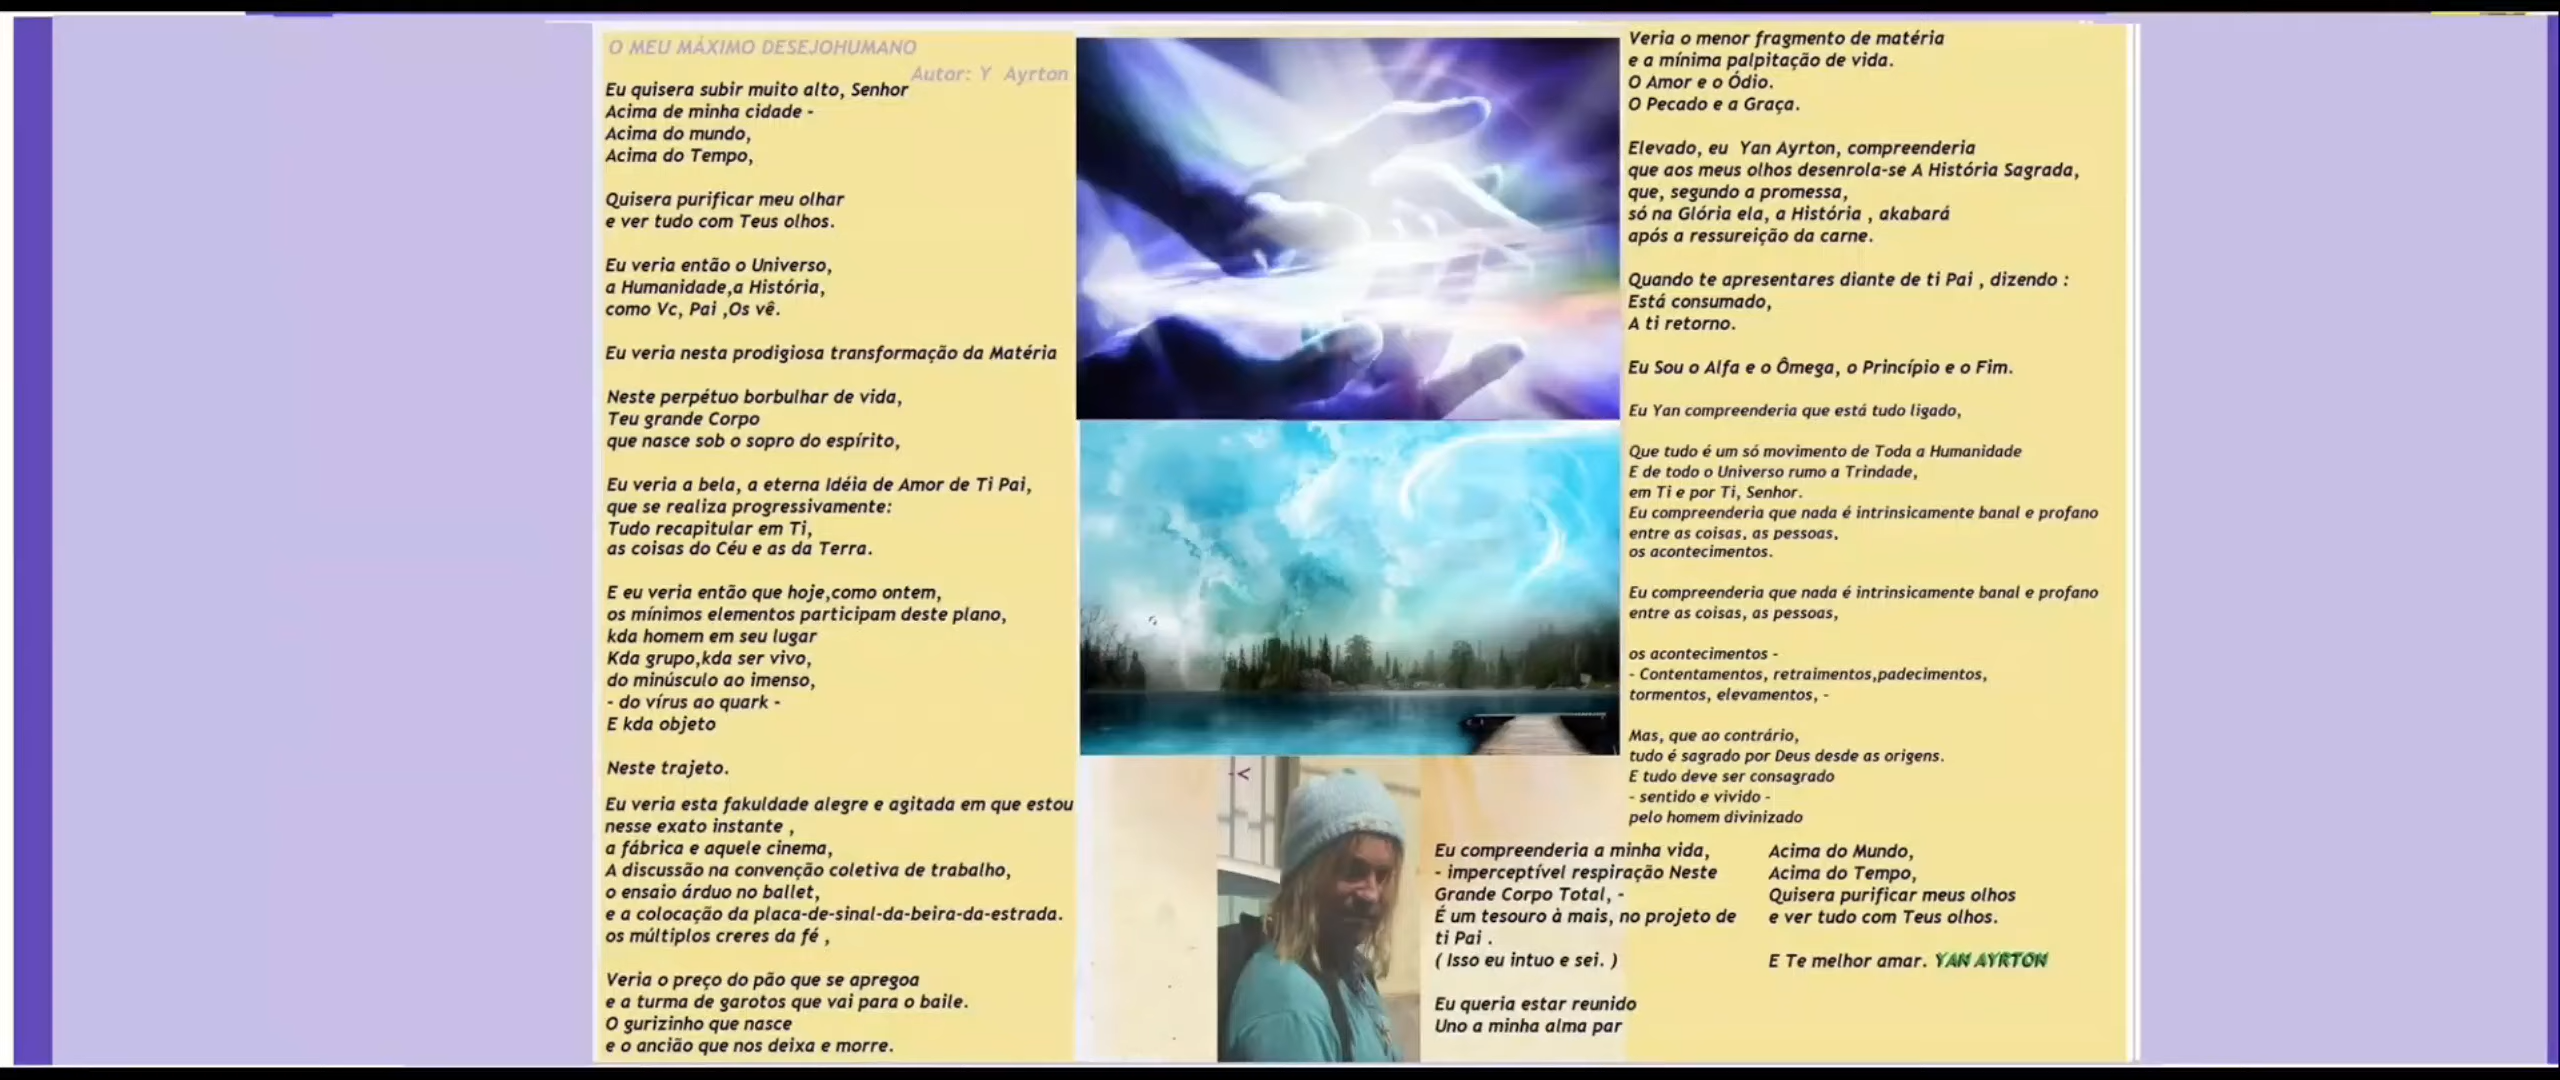 O MEU MÁXIMO DESEJOHUMANO
Autor: Y Ayrton
Eu quisera subir muito alto, Senhor
Acima de minha cidade -
Acima do mundo,
Acima do Tempo,
Quisera purificar meu olhar
e ver tudo com Teus olhos.
Eu veria então o Universo,
a Humanidade,a História,
como Vc, Pai ,Os vê.
Eu veria nesta prodigiosa transformação da Matéria
Neste perpétuo borbulhar de vida,
Teu grande Corpo
que nasce sob o sopro do espírito,
Eu veria a bela, a eterna Idéia de Amor de Ti Pai,
que se realiza progressivamente:
Tudo recapitular em Ti,
as coisas do Céu e as da Terra.
E eu veria então que hoje,como ontem,
os mínimos elementos participam deste plano,
kda homem em seu lugar
Kda grupo,kda ser vivo,
do minúsculo ao imenso,
- do vírus ao quark -
E kda objeto
Neste trajeto.
Eu veria esta fakuldade alegre e agitada em que estou
nesse exato instante ,
a fábrica e aquele cinema,
A discussão na convenção coletiva de trabalho,
o ensaio árduo no ballet,
e a colocação da placa-de-sinal-da-beira-da-estrada.
os múltiplos creres da fé ,
Veria o preço do pão que se apregoa
e a turma de garotos que vai para o baile.
O gurizinho que nasce
e o ancião que nos deixa e morre.
Veria o menor fragmento de matéria
e a mínima palpitação de vida.
O Amor e o Ódio.
O Pecado e a Graça.
Elevado, eu Yan Ayrton, compreenderia
que aos meus olhos desenrola-se A História Sagrada,
que, segundo a promessa,
só na Glória ela, a História , akabará
após a ressureição da carne.
Quando te apresentares diante de ti Pai , dizendo :
Está consumado,
A ti retorno.
Eu Sou o Alfa e o Ômega, o Princípio e o Fim.
Eu Yan compreenderia que está tudo ligado,
Que tudo é um só movimento de Toda a Humanidade
E de todo o Universo rumo a Trindade,
em Ti e por Ti, Senhor.
Eu compreenderia que nada é intrinsicamente banal e profano
entre as coisas, as pessoas,
os acontecimentos.
Eu compreenderia que nada é intrinsicamente banal e profano
entre as coisas, as pessoas,
os acontecimentos -
- Contentamentos, retraimentos,padecimentos,
tormentos, elevamentos, -
Mas, que ao contrário,
tudo é sagrado por Deus desde as origens.
E tudo deve ser consagrado
- sentido e vivido -
pelo homem divinizado
Eu compreenderia a minha vida,
- imperceptível respiração Neste
Grande Corpo Total, -
É um tesouro à mais, no projeto de
ti Pai .
( Isso eu intuo e sei. )
Eu queria estar reunido
Uno a minha alma par
Acima do Mundo,
Acima do Tempo,
Quisera purificar meus olhos
e ver tudo com Teus olhos.
E Te melhor amar. YAN AYRTON